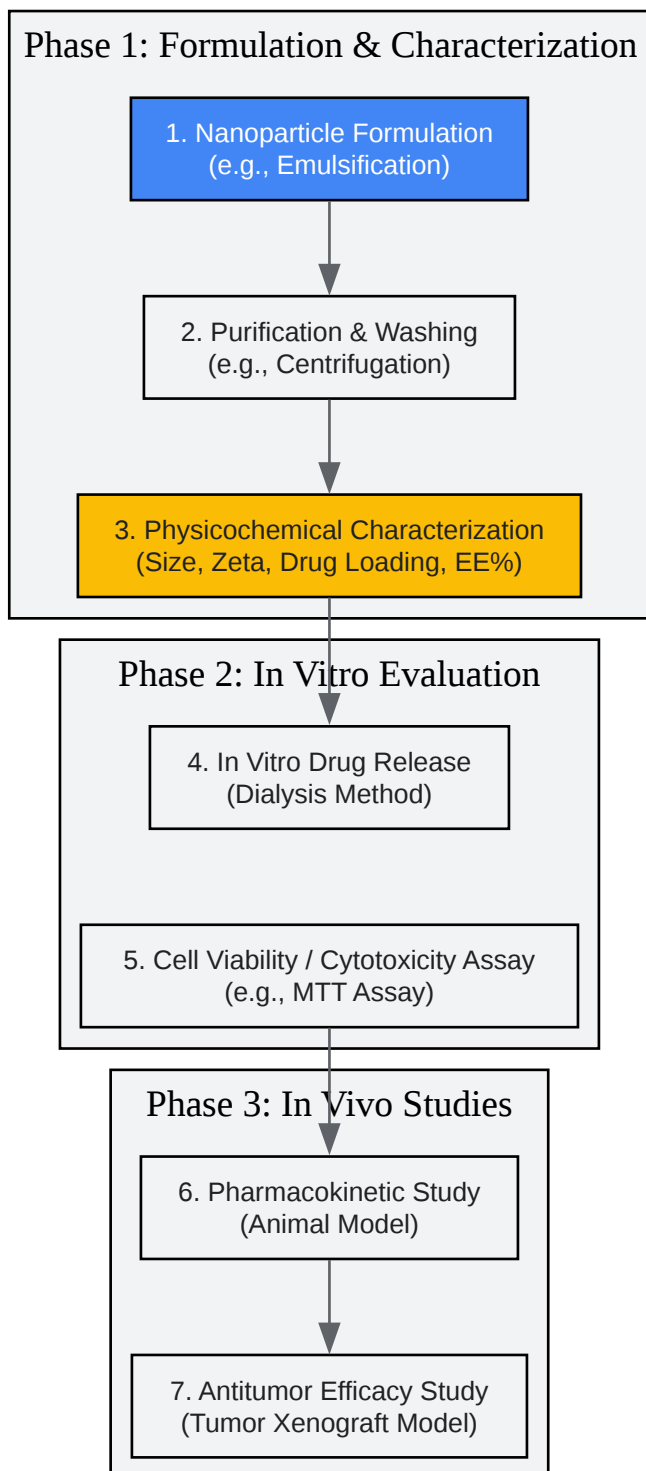 Phase 1: Formulation & Characterization
1. Nanoparticle Formulation
(e.g., Emulsification)
2. Purification & Washing
(e.g., Centrifugation)
3. Physicochemical Characterization
(Size, Zeta, Drug Loading, EE%)
Phase 2: In Vitro Evaluation
4. In Vitro Drug Release
(Dialysis Method)
5. Cell Viability / Cytotoxicity Assay
(e.g., MTT Assay)
Phase 3: In Vivo Studies
6. Pharmacokinetic Study
(Animal Model)
7. Antitumor Efficacy Study
(Tumor Xenograft Model)